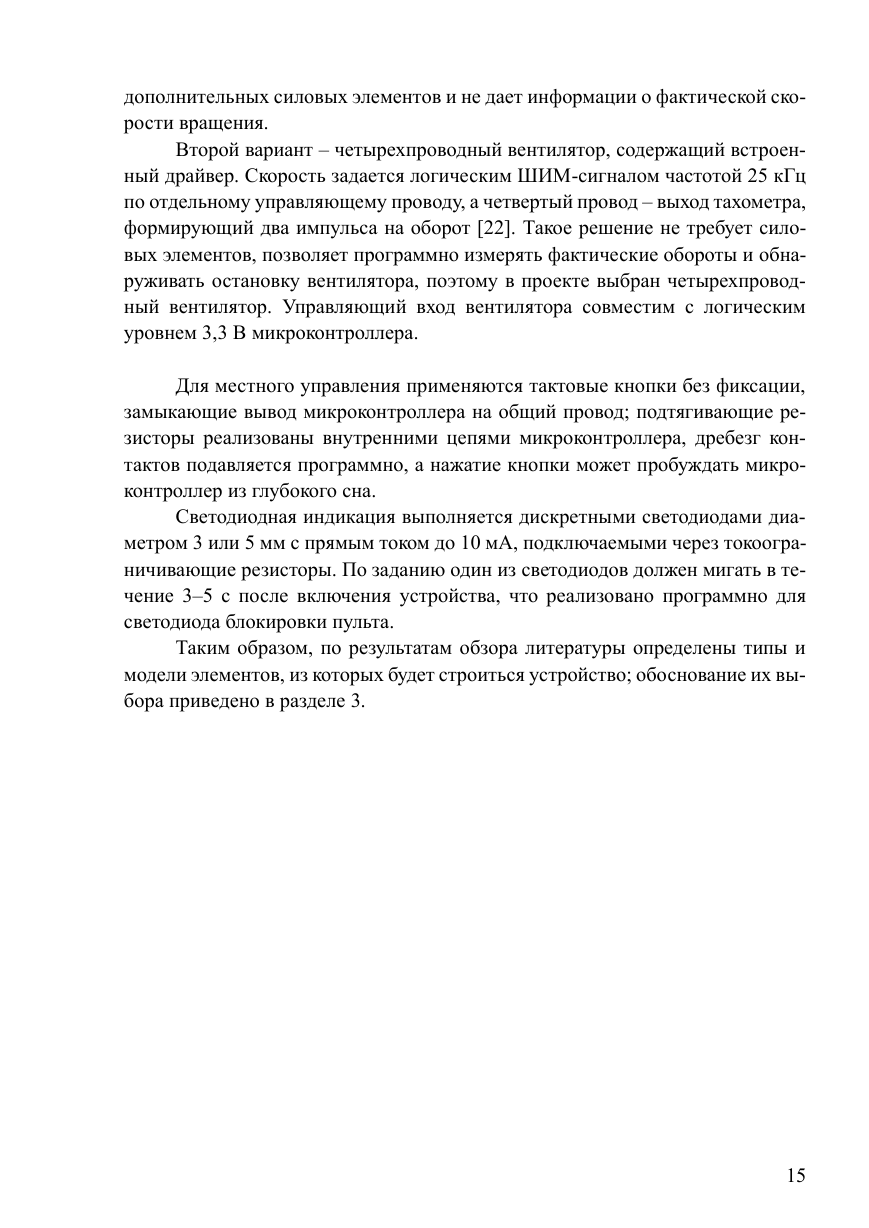 дополнительных силовых элементов и не дает информации о фактической ско-
рости вращения.
Второй вариант – четырехпроводный вентилятор, содержащий встроен-
ный драйвер. Скорость задается логическим ШИМ-сигналом частотой 25 кГц
по отдельному управляющему проводу, а четвертый провод – выход тахометра,
формирующий два импульса на оборот [22]. Такое решение не требует сило-
вых элементов, позволяет программно измерять фактические обороты и обна-
руживать остановку вентилятора, поэтому в проекте выбран четырехпровод-
ный вентилятор. Управляющий вход вентилятора совместим с логическим
уровнем 3,3 В микроконтроллера.
Для местного управления применяются тактовые кнопки без фиксации,
замыкающие вывод микроконтроллера на общий провод; подтягивающие ре-
зисторы реализованы внутренними цепями микроконтроллера, дребезг кон-
тактов подавляется программно, а нажатие кнопки может пробуждать микро-
контроллер из глубокого сна.
Светодиодная индикация выполняется дискретными светодиодами диа-
метром 3 или 5 мм с прямым током до 10 мА, подключаемыми через токоогра-
ничивающие резисторы. По заданию один из светодиодов должен мигать в те-
чение 3–5 с после включения устройства, что реализовано программно для
светодиода блокировки пульта.
Таким образом, по результатам обзора литературы определены типы и
модели элементов, из которых будет строиться устройство; обоснование их вы-
бора приведено в разделе 3.
15